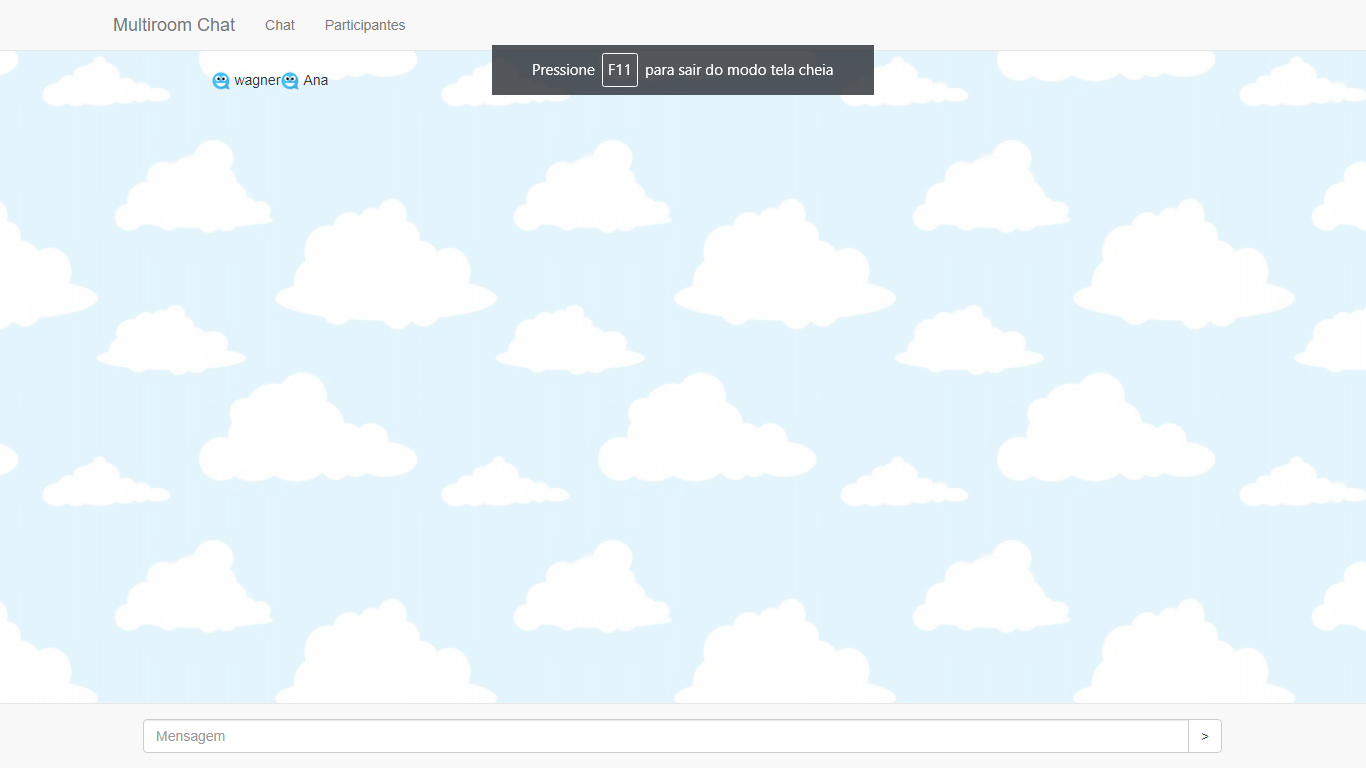 Multiroom Chat Chat Participantes
Pressione F11 para sair do modo tela cheia
wagner Ana
Mensagem >